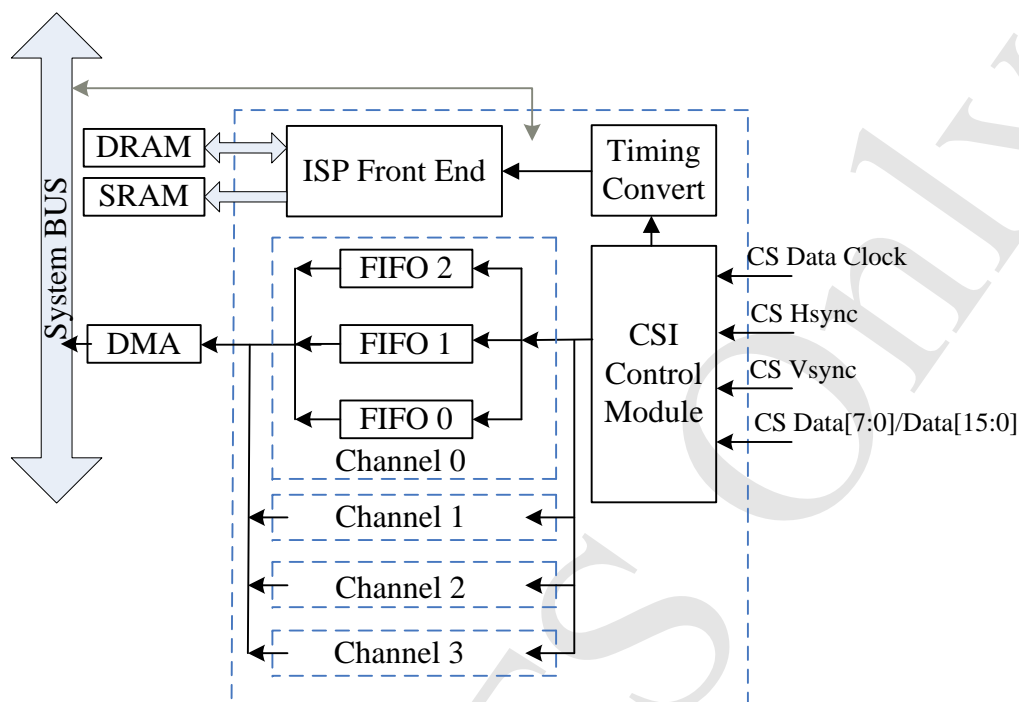 System BUS
DRAM
SRAM
ISP Front End
Timing
Convert
FIFO 2
FIFO 1
FIFO 0
Channel 0
Channel 1
Channel 2
Channel 3
DMA
CSI
Control
Module
CS Data Clock
CS Hsync
CS Vsync
CS Data[7:0]/Data[15:0]
Only